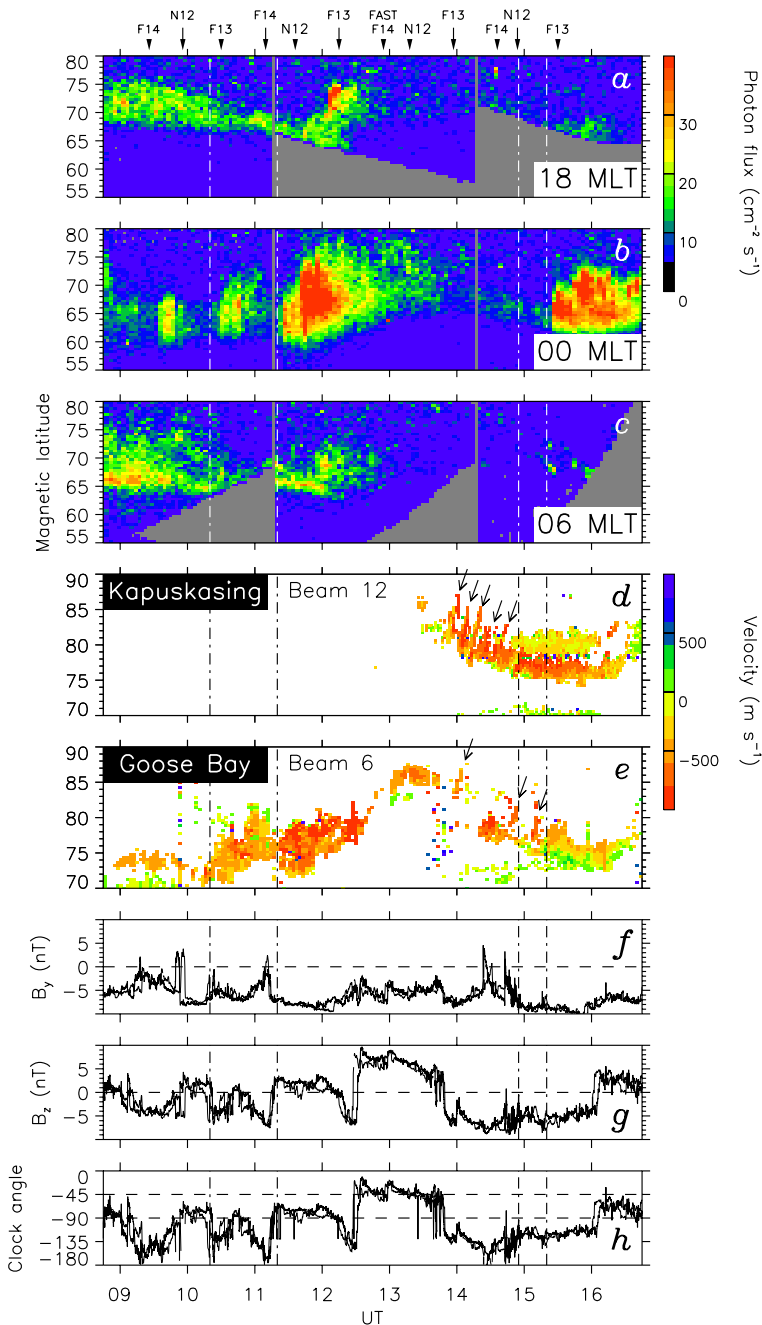 N12 F14 F13 FAST F13 N12
F14 F13 N12 F14 N12 F14 F13
80 a
75
70
65
60
55 18 MLT
30
20
10
0
Photon flux (cm⁻² s⁻¹)
80 b
75
70
65
60
55 00 MLT
80 c
75
70
65
60
55 06 MLT
Magnetic latitude
90 Kapuskasing Beam 12 d
85
80
75
70
500
0
-500
Velocity (m s⁻¹)
90 Goose Bay Beam 6 e
85
80
75
70
5 f
0
-5
B_y (nT)
5
0
-5 g
B_z (nT)
0
-45
-90
-135 h
-180
Clock angle
09 10 11 12 13 14 15 16
UT